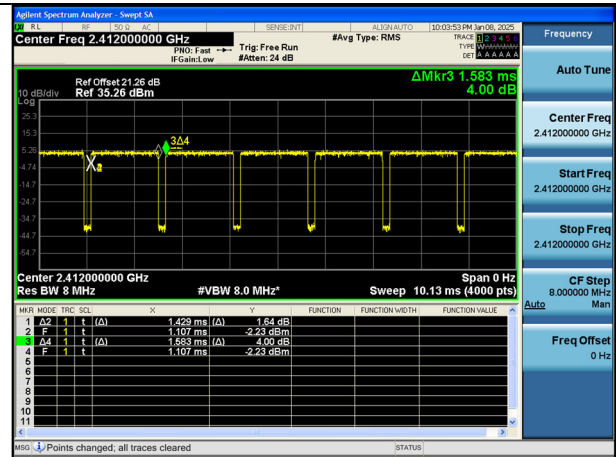 Agilent Spectrum Analyzer - Swept SA
RL RF 50 Ω AC SENSE:INT ALIGN AUTO 10:03:53 PM Jan 08, 2025
Center Freq 2.412000000 GHz
PNO: Fast
IFGain:Low
Trig: Free Run
#Atten: 24 dB
#Avg Type: RMS
TRACE 1 2 3 4 5 6
TYPE
DET A A A A A A
Frequency
Ref Offset 21.26 dB
10 dB/div Ref 35.26 dBm
Log
ΔMkr3 1.583 ms
4.00 dB
25.3
15.3
5.26
-4.74
-14.7
-24.7
-34.7
-44.7
-54.7
3Δ4
Center 2.412000000 GHz
Res BW 8 MHz
#VBW 8.0 MHz*
Span 0 Hz
Sweep 10.13 ms (4000 pts)
MKR MODE TRC SCL X Y FUNCTION FUNCTION WIDTH FUNCTION VALUE
1 Δ2 1 t (Δ) 1.429 ms (Δ) 1.64 dB
2 F 1 t 1.107 ms -2.23 dBm
3 Δ4 1 t (Δ) 1.583 ms (Δ) 4.00 dB
4 F 1 t 1.107 ms -2.23 dBm
5
6
7
8
9
10
11
Auto Tune
Center Freq
2.412000000 GHz
Start Freq
2.412000000 GHz
Stop Freq
2.412000000 GHz
CF Step
8.000000 MHz
Auto Man
Freq Offset
0 Hz
MSG Points changed; all traces cleared
STATUS